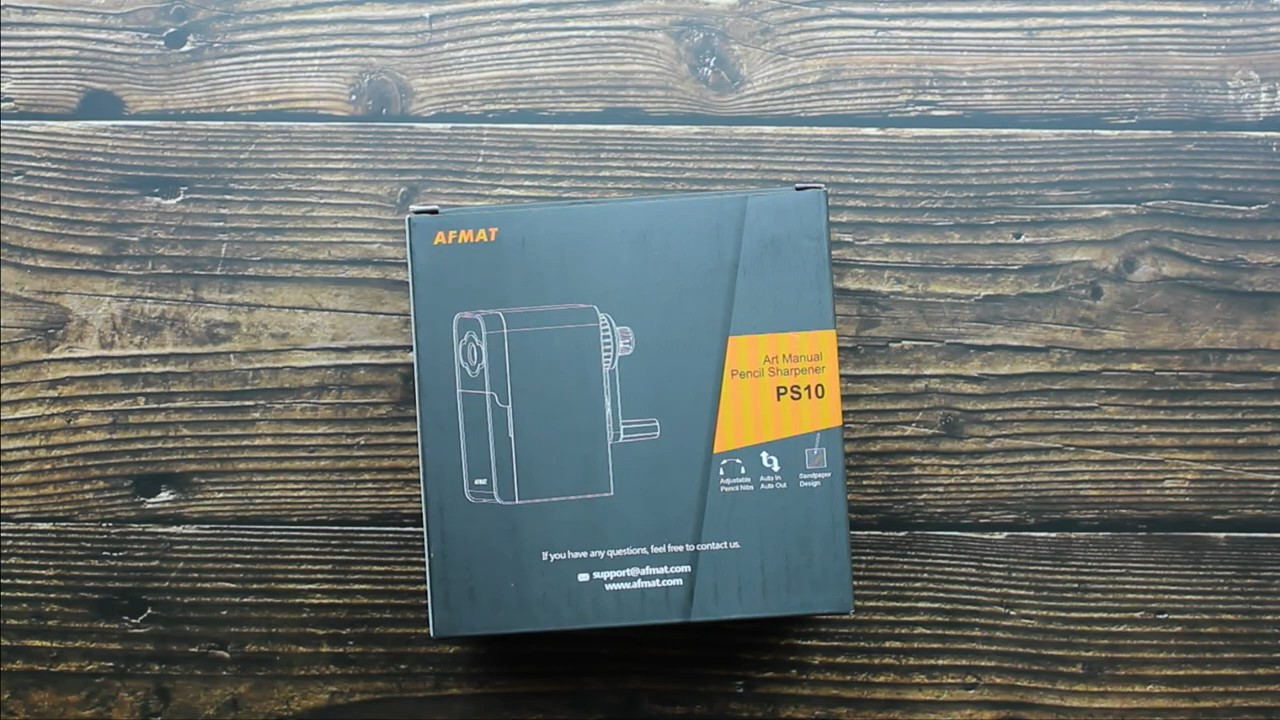 AFMAT
Art Manual
Pencil Sharpener
PS10
Adjustable
Pencil Nibs
Auto In
Auto Out
Sandpaper
Design
AFMAT
If you have any questions, feel free to contact us.
support@afmat.com
www.afmat.com